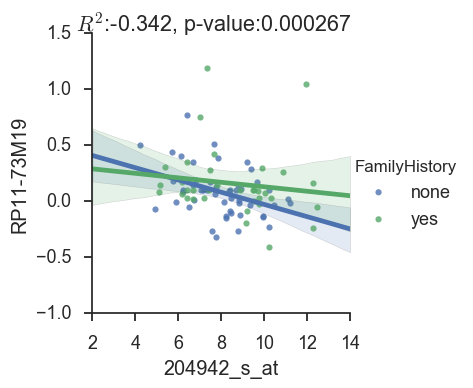 R²:-0.342, p-value:0.000267
1.5
1.0
0.5
0.0
−0.5
−1.0
RP11-73M19
2 4 6 8 10 12 14
204942_s_at
FamilyHistory
none
yes